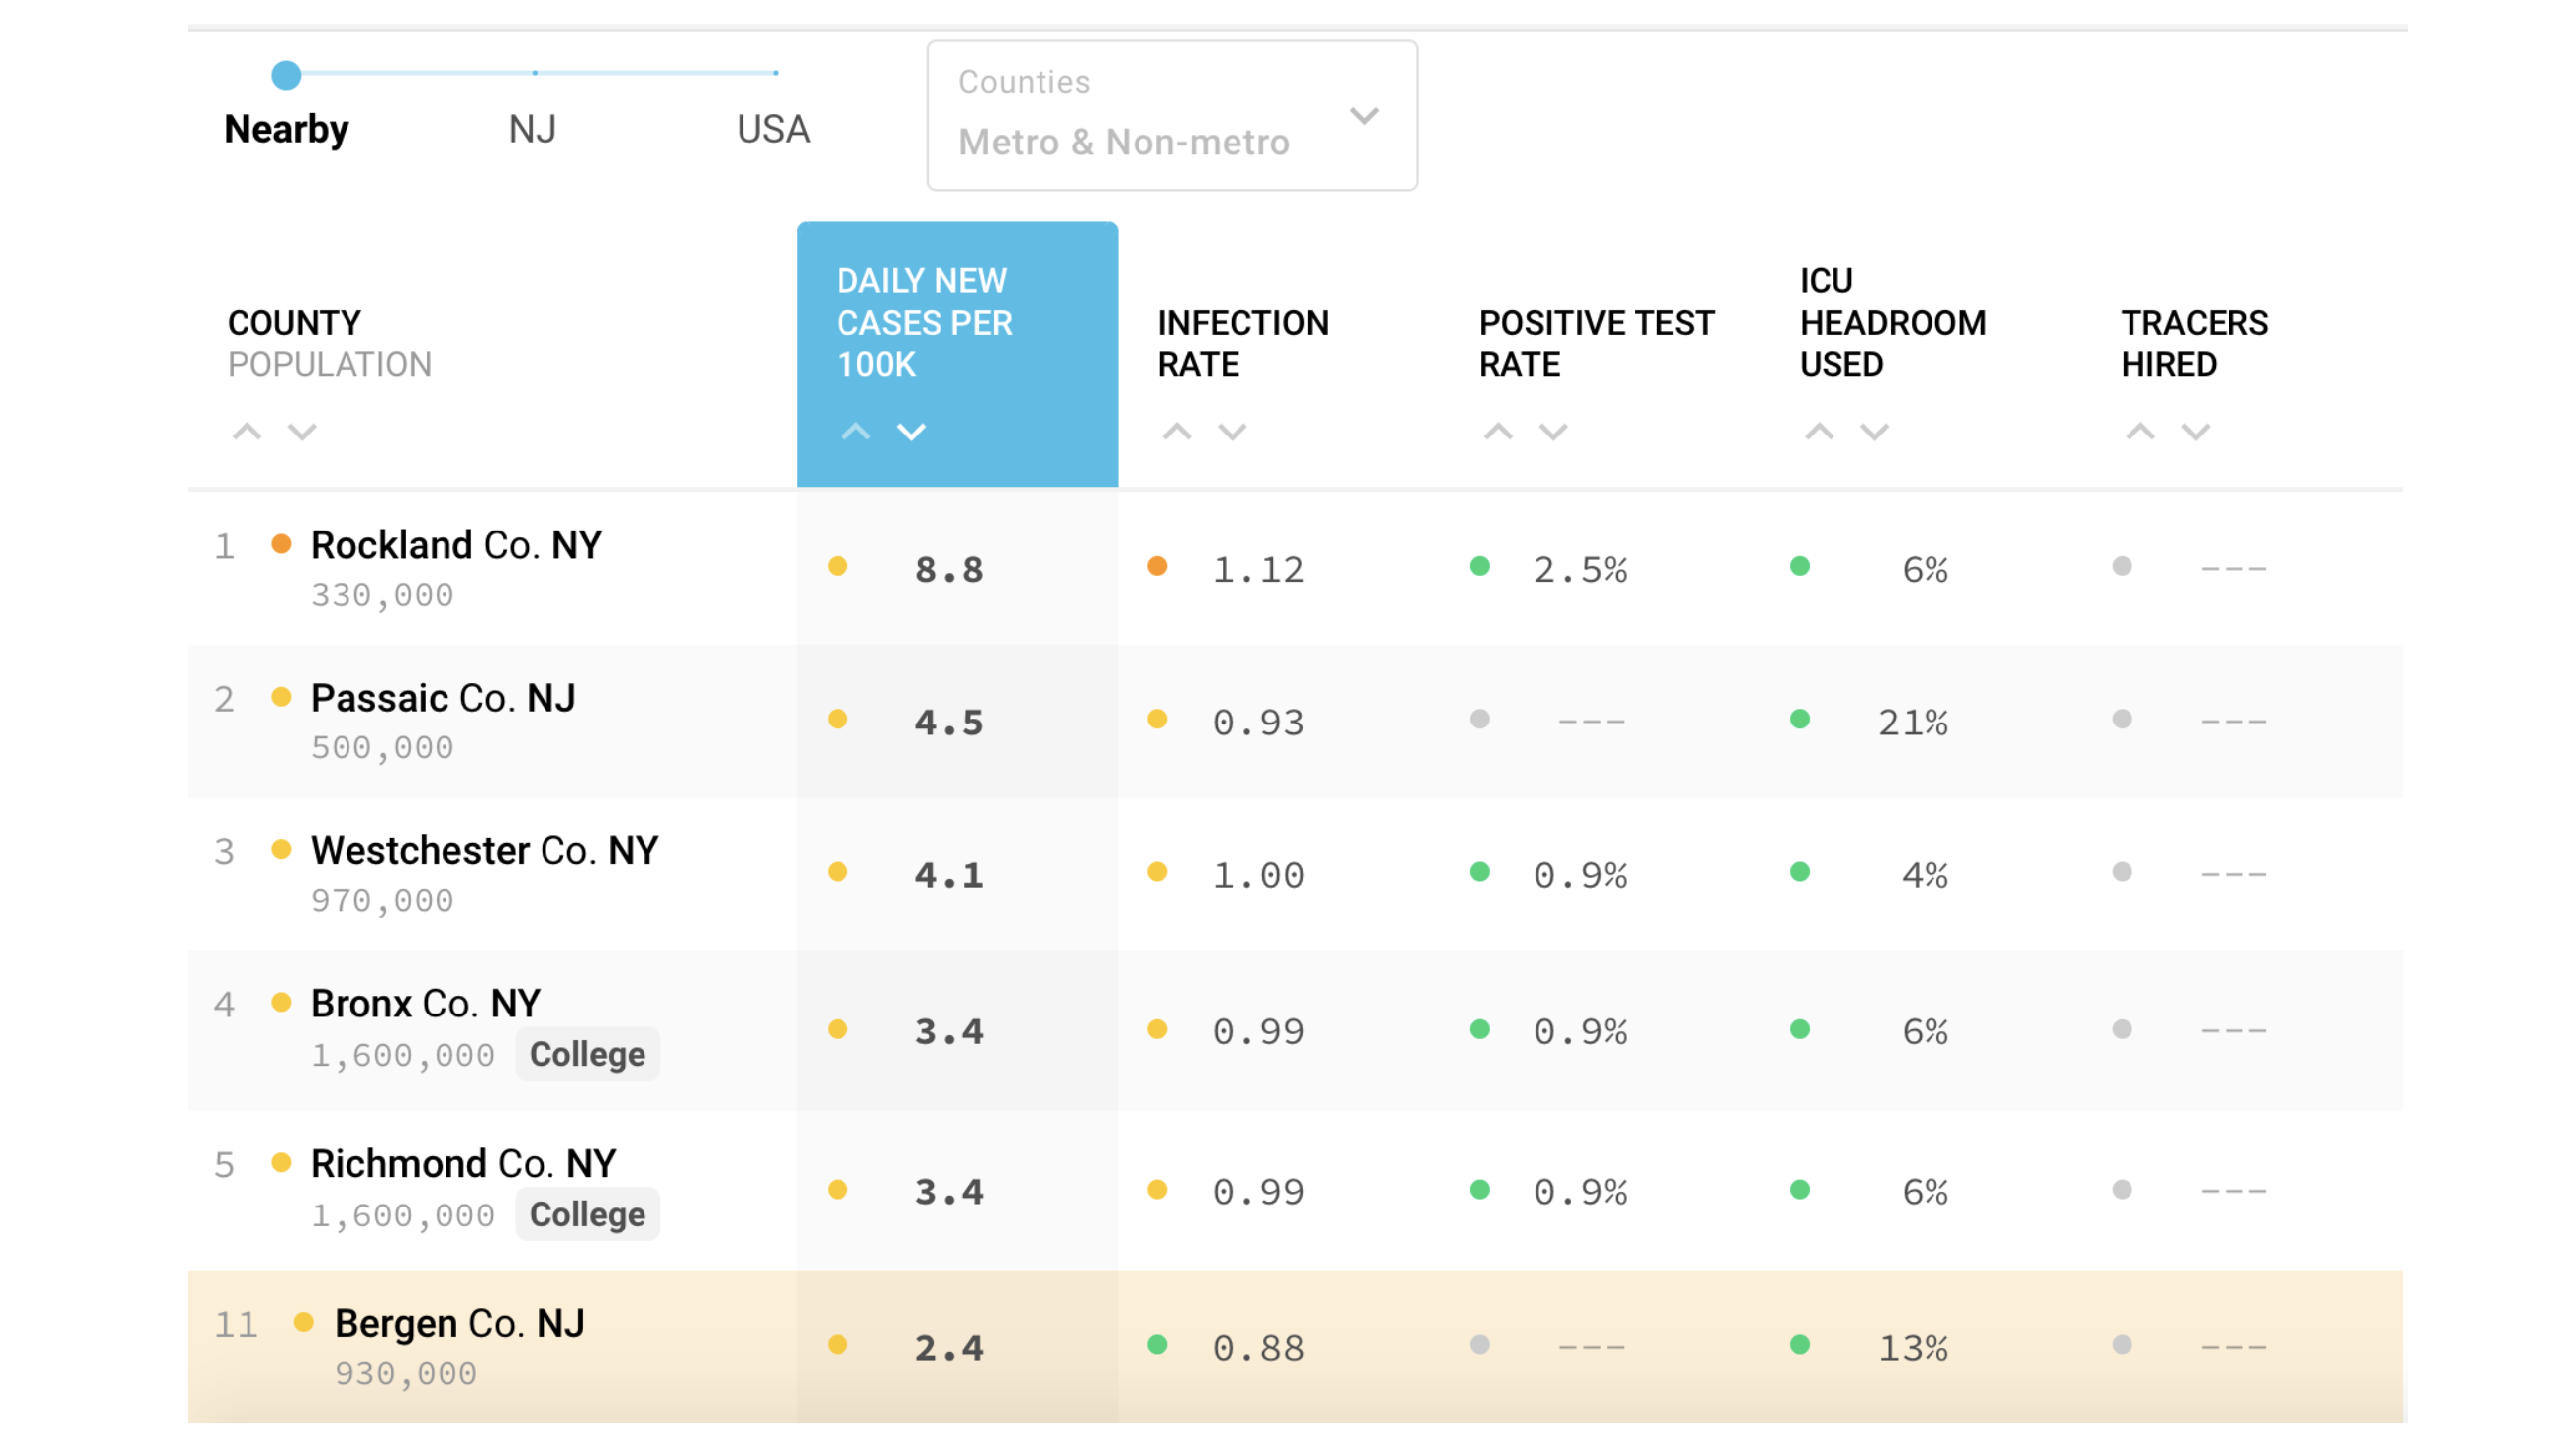 Nearby NJ USA
Counties
Metro & Non-metro
COUNTY
POPULATION
DAILY NEW
CASES PER
100K
INFECTION
RATE
POSITIVE TEST
RATE
ICU
HEADROOM
USED
TRACERS
HIRED
1 Rockland Co. NY
330,000
8.8 1.12 2.5% 6% ---
2 Passaic Co. NJ
500,000
4.5 0.93 --- 21% ---
3 Westchester Co. NY
970,000
4.1 1.00 0.9% 4% ---
4 Bronx Co. NY
1,600,000 College
3.4 0.99 0.9% 6% ---
5 Richmond Co. NY
1,600,000 College
3.4 0.99 0.9% 6% ---
11 Bergen Co. NJ
930,000
2.4 0.88 --- 13% ---